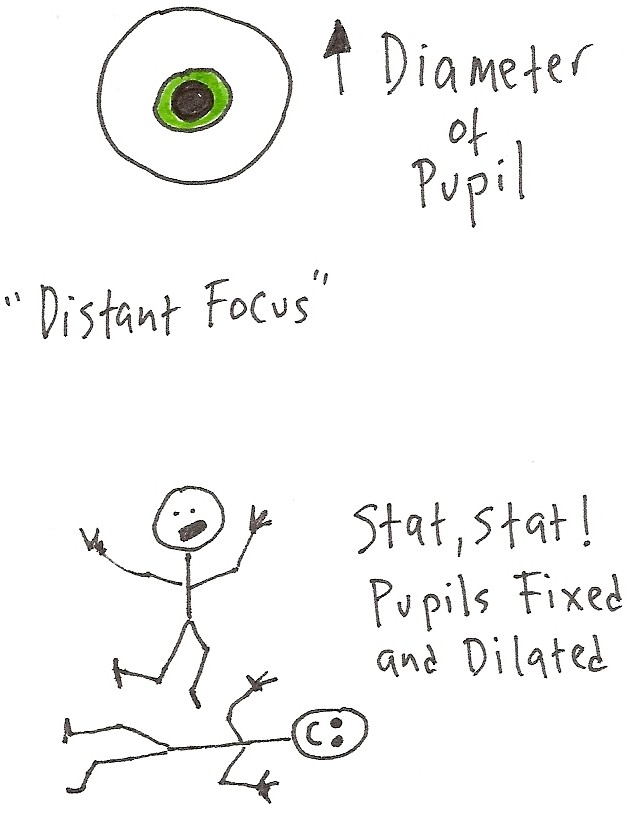 Diameter
of
Pupil
"Distant Focus"
Stat, stat!
Pupils Fixed
and Dilated